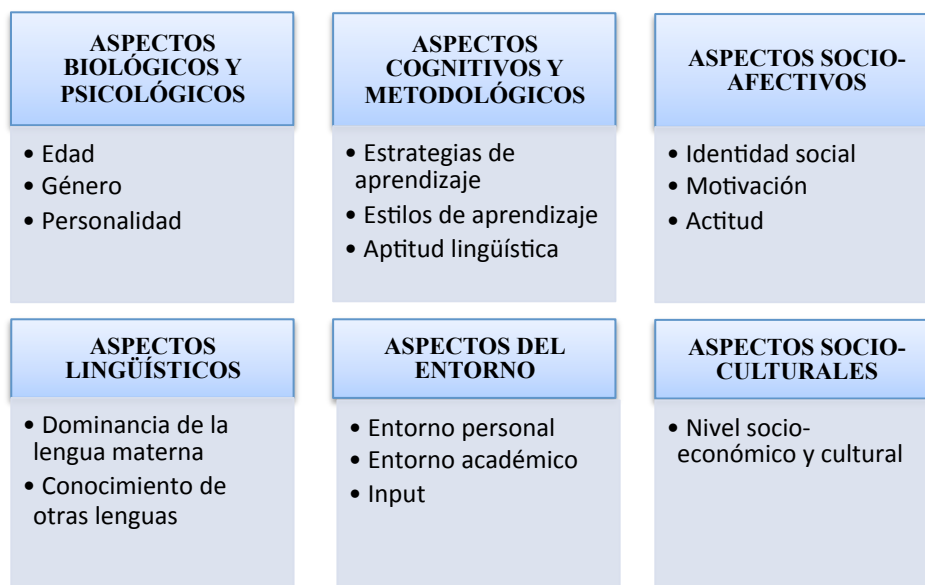 ASPECTOS
BIOLÓGICOS Y
PSICOLÓGICOS
• Edad
• Género
• Personalidad
ASPECTOS
COGNITIVOS Y
METODOLÓGICOS
• Estrategias de
aprendizaje
• Estilos de aprendizaje
• Aptitud lingüística
ASPECTOS SOCIO-
AFECTIVOS
• Identidad social
• Motivación
• Actitud
ASPECTOS
LINGÜÍSTICOS
• Dominancia de la
lengua materna
• Conocimiento de
otras lenguas
ASPECTOS DEL
ENTORNO
• Entorno personal
• Entorno académico
• Input
ASPECTOS SOCIO-
CULTURALES
• Nivel socio-
económico y cultural